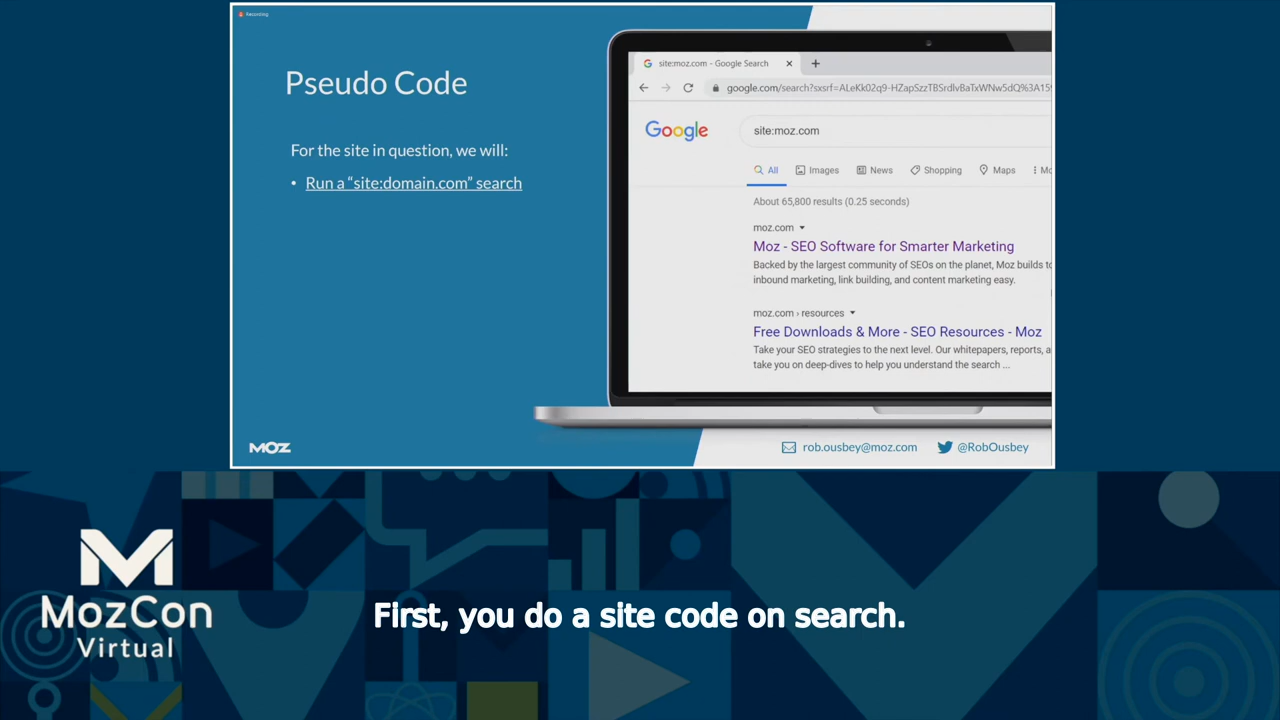 Recording
Pseudo Code
For the site in question, we will:
• Run a “site:domain.com” search
MOZ
site:moz.com - Google Search
google.com/search?sxsrf=ALeKk02q9-HZapSzzTBSrdlvBaTxWNw5dQ%3A159
Google
site:moz.com
All Images News Shopping Maps Mo
About 65,800 results (0.25 seconds)
moz.com
Moz - SEO Software for Smarter Marketing
Backed by the largest community of SEOs on the planet, Moz builds to
inbound marketing, link building, and content marketing easy.
moz.com › resources
Free Downloads & More - SEO Resources - Moz
Take your SEO strategies to the next level. Our whitepapers, reports, a
take you on deep-dives to help you understand the search ...
rob.ousbey@moz.com @RobOusbey
MozCon
Virtual
First, you do a site code on search.